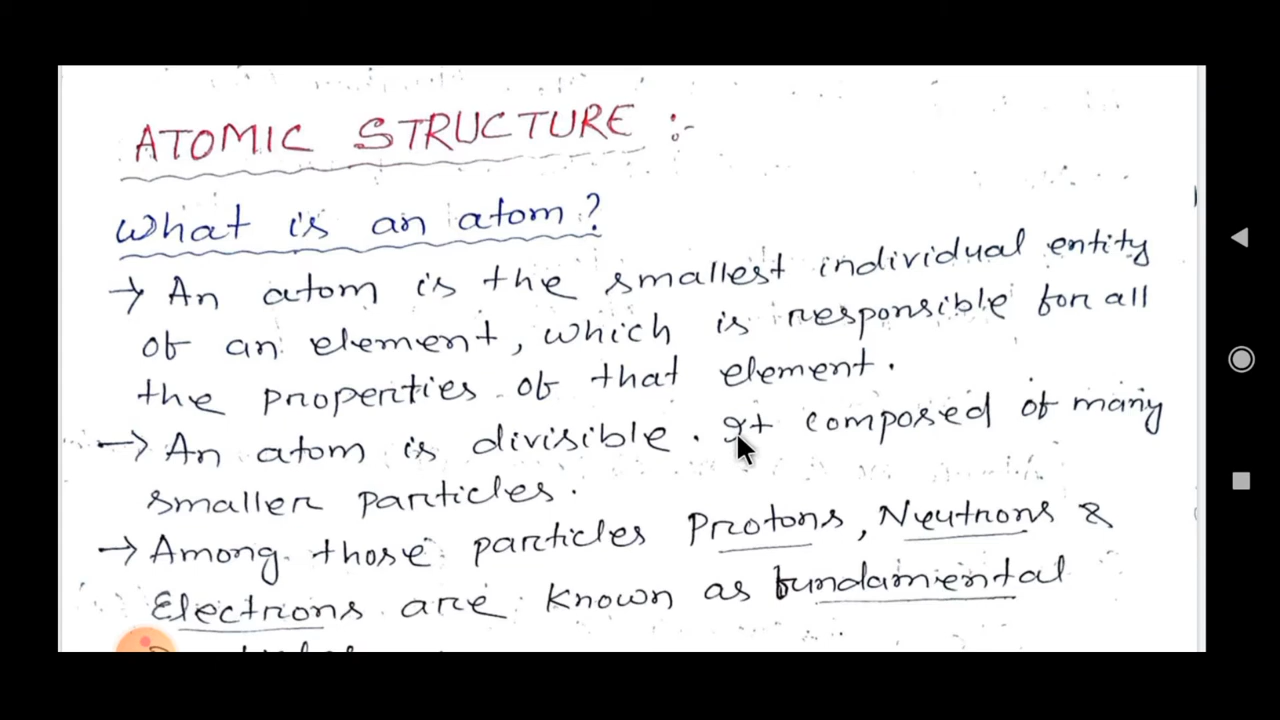 ATOMIC STRUCTURE :-
What is an atom?
→ An atom is the smallest individual entity
of an element, which is responsible for all
the properties of that element.
→ An atom is divisible. It composed of many
smaller particles.
→ Among those particles Protons, Neutrons &
Electrons are known as fundamental